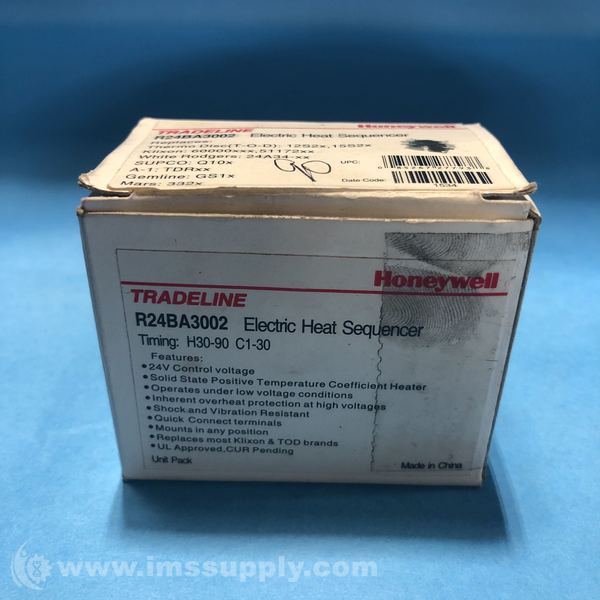 TRADELINE Honeywell
R24BA3002 Electric Heat Sequencer
Replaces:
Thermo Disc(T-O-D): 12S2x,15S2x
Klixon: 60000xxx,51172xx
White Rodgers: 24A34-xx
SUPCO: Q10x
A-1: TDRxx
Gemline: GS1x
Mars: 332x
UPC:
Date Code:
1534
TRADELINE Honeywell
R24BA3002 Electric Heat Sequencer
Timing: H30-90 C1-30
Features:
•24V Control voltage
•Solid State Positive Temperature Coefficient Heater
•Operates under low voltage conditions
•Inherent overheat protection at high voltages
•Shock and Vibration Resistant
•Quick Connect terminals
•Mounts in any position
•Replaces most Klixon & TOD brands
•UL Approved,CUR Pending
Unit Pack Made in China
www.imssupply.com